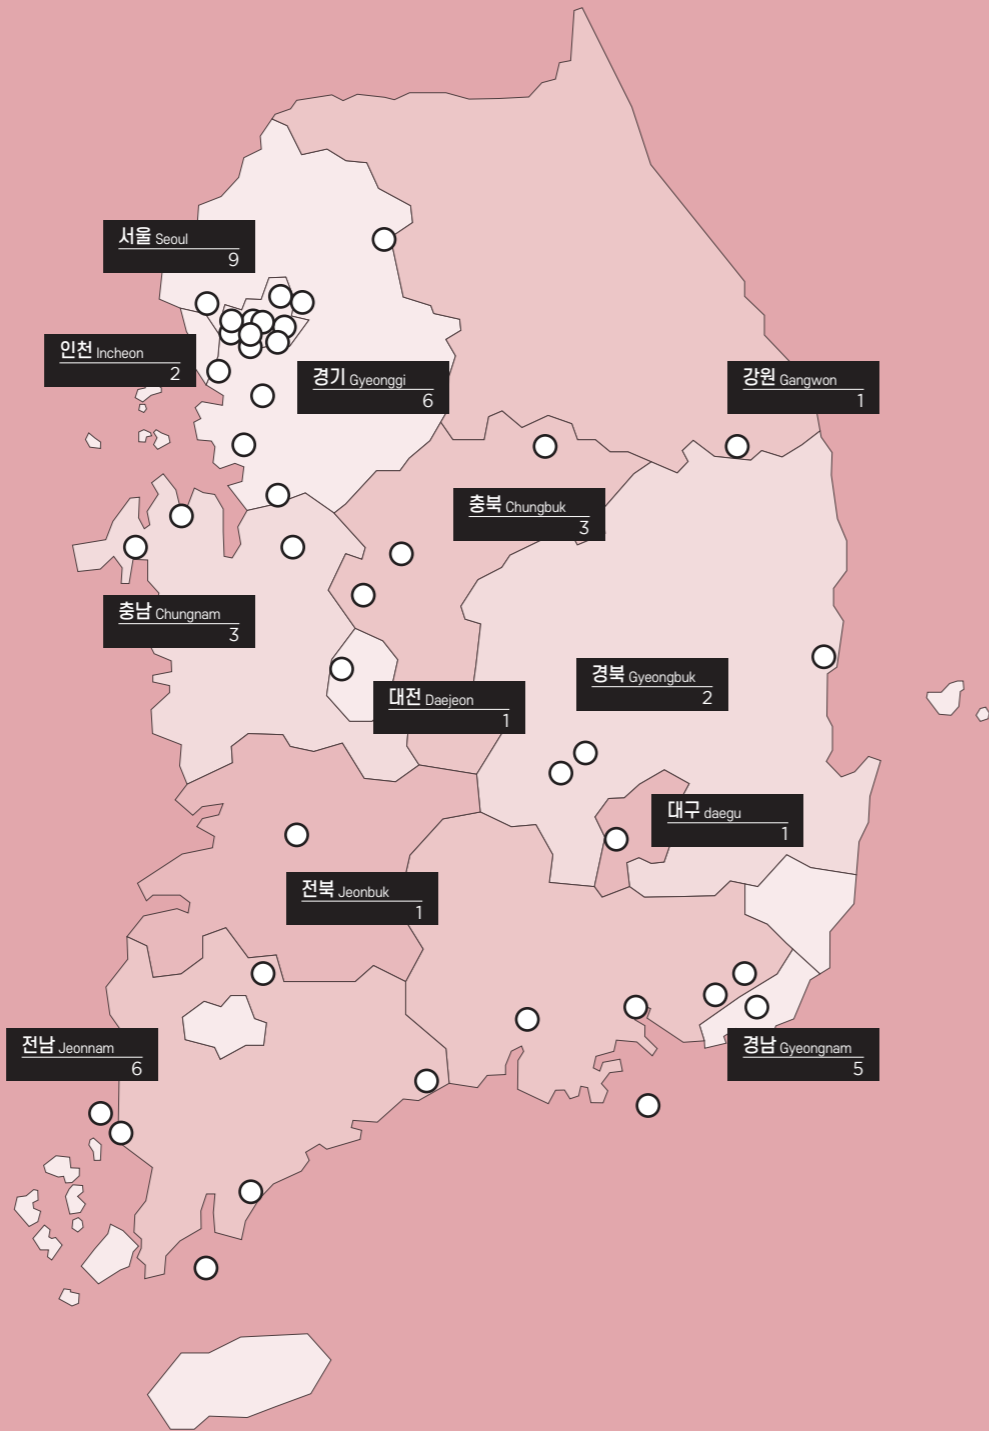 서울 Seoul
9
인천 Incheon
2
경기 Gyeonggi
6
강원 Gangwon
1
충북 Chungbuk
3
충남 Chungnam
3
경북 Gyeongbuk
2
대전 Daejeon
1
대구 daegu
1
전북 Jeonbuk
1
전남 Jeonnam
6
경남 Gyeongnam
5